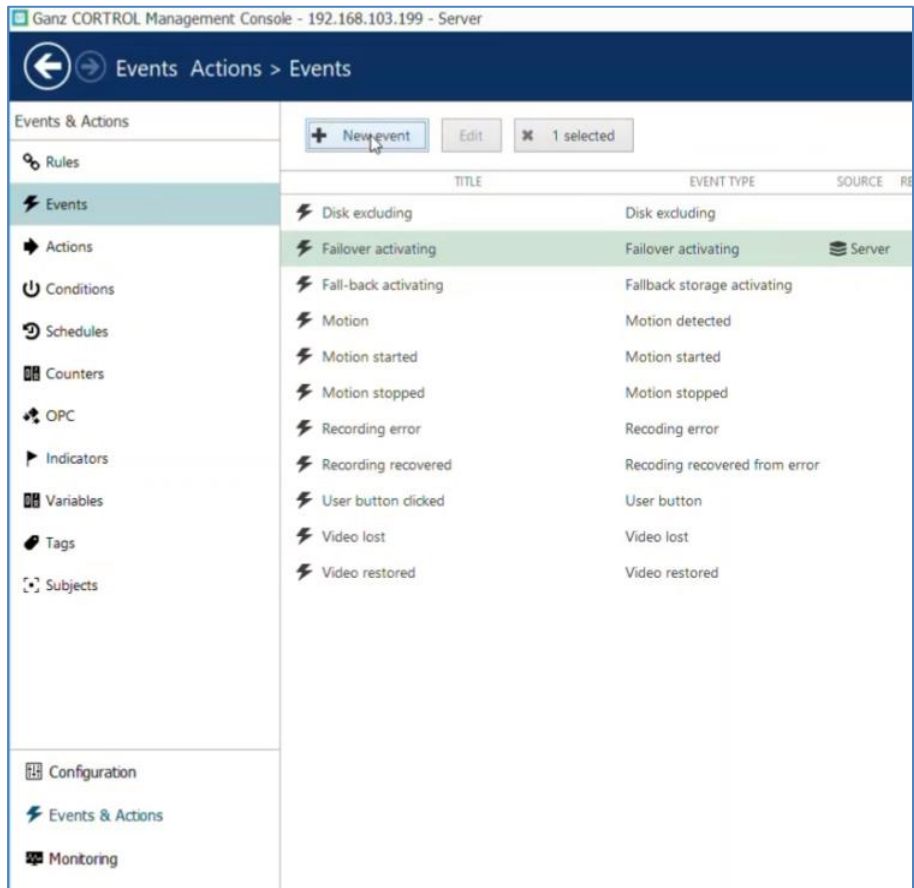 Ganz CORTROL Management Console - 192.168.103.199 - Server
Events Actions > Events
Events & Actions
Rules
Events
Actions
Conditions
Schedules
Counters
OPC
Indicators
Variables
Tags
Subjects
Configuration
Events & Actions
Monitoring
New event Edit 1 selected
TITLE EVENT TYPE SOURCE RE
Disk excluding Disk excluding
Failover activating Failover activating Server
Fall-back activating Fallback storage activating
Motion Motion detected
Motion started Motion started
Motion stopped Motion stopped
Recording error Recoding error
Recording recovered Recoding recovered from error
User button clicked User button
Video lost Video lost
Video restored Video restored